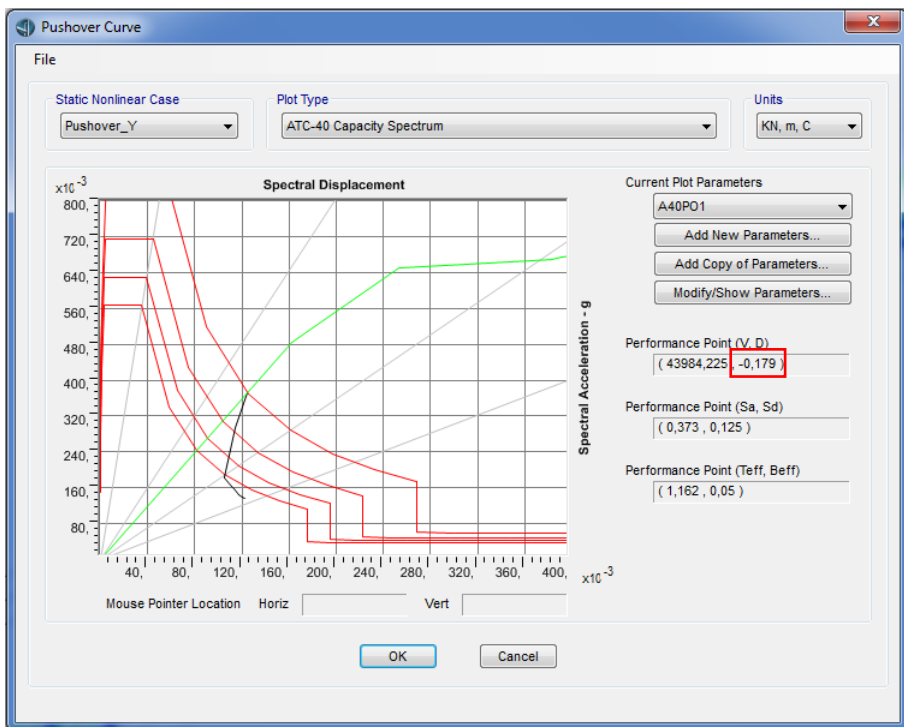 Pushover Curve
File
Static Nonlinear Case
Pushover_Y
Plot Type
ATC-40 Capacity Spectrum
Units
KN, m, C
x10 -3
Spectral Displacement
800,
720,
640,
560,
480,
400,
320,
240,
160,
80,
40, 80, 120, 160, 200, 240, 280, 320, 360, 400, x10 -3
Spectral Acceleration - g
Mouse Pointer Location Horiz Vert
Current Plot Parameters
A40PO1
Add New Parameters...
Add Copy of Parameters...
Modify/Show Parameters...
Performance Point (V, D)
( 43984,225 , -0,179 )
Performance Point (Sa, Sd)
( 0,373 , 0,125 )
Performance Point (Teff, Beff)
( 1,162 , 0,05 )
OK Cancel